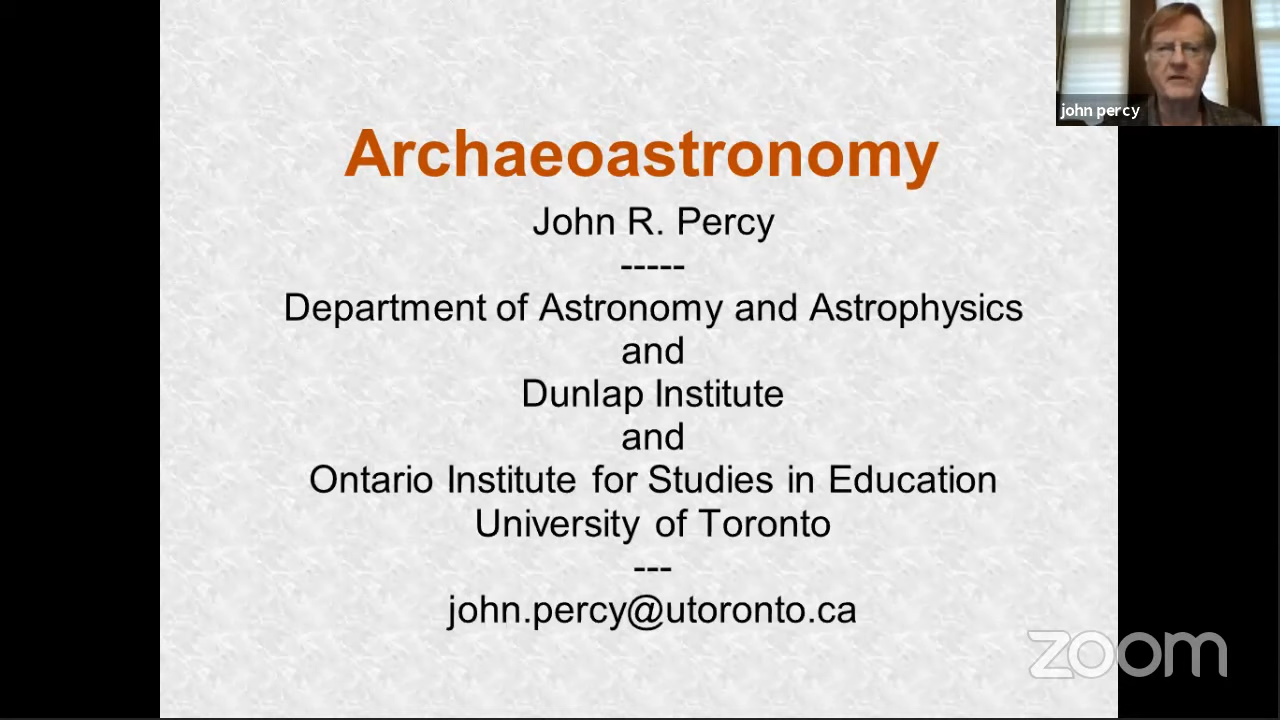 john percy
Archaeoastronomy
John R. Percy
-----
Department of Astronomy and Astrophysics
and
Dunlap Institute
and
Ontario Institute for Studies in Education
University of Toronto
---
john.percy@utoronto.ca
zoom